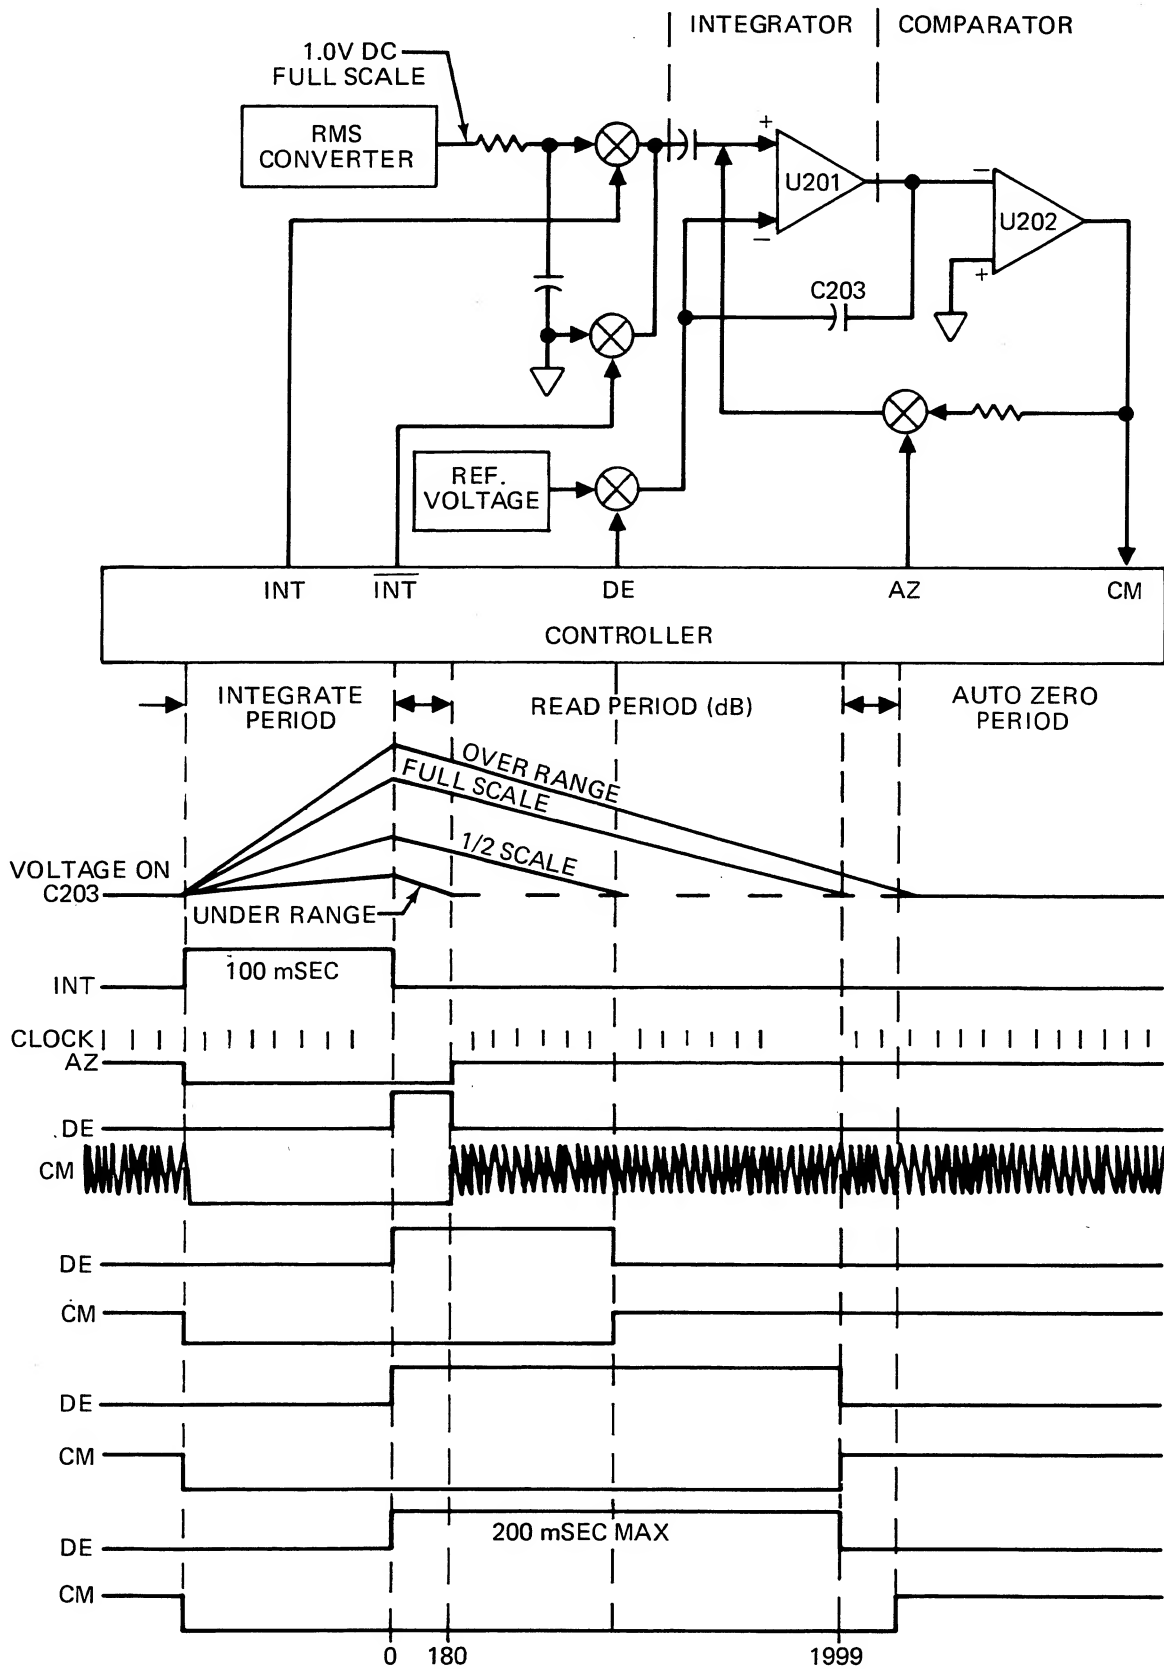 INTEGRATOR
COMPARATOR
1.0V DC
FULL SCALE
RMS
CONVERTER
+
U201
−
−
U202
+
C203
REF.
VOLTAGE
INT
INT
DE
AZ
CM
CONTROLLER
INTEGRATE
PERIOD
READ PERIOD (dB)
AUTO ZERO
PERIOD
OVER RANGE
FULL SCALE
1/2 SCALE
VOLTAGE ON
C203
UNDER RANGE
100 mSEC
INT
CLOCK
AZ
DE
CM
DE
CM
DE
CM
200 mSEC MAX
DE
CM
0
180
1999